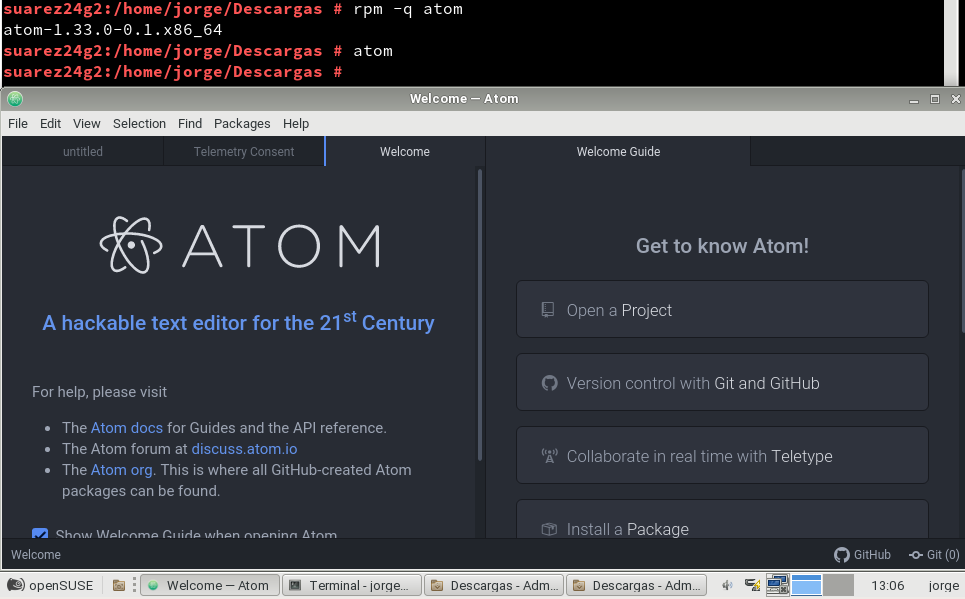 suarez24g2:/home/jorge/Descargas # rpm -q atom
atom-1.33.0-0.1.x86_64
suarez24g2:/home/jorge/Descargas # atom
suarez24g2:/home/jorge/Descargas #
Welcome — Atom
File Edit View Selection Find Packages Help
untitled Telemetry Consent Welcome Welcome Guide
ATOM
A hackable text editor for the 21st Century
For help, please visit
• The Atom docs for Guides and the API reference.
• The Atom forum at discuss.atom.io
• The Atom org. This is where all GitHub-created Atom
packages can be found.
Show Welcome Guide when opening Atom
Get to know Atom!
Open a Project
Version control with Git and GitHub
Collaborate in real time with Teletype
Install a Package
Welcome GitHub Git (0)
openSUSE Welcome — Atom Terminal - jorge... Descargas - Adm... Descargas - Adm... 13:06 jorge